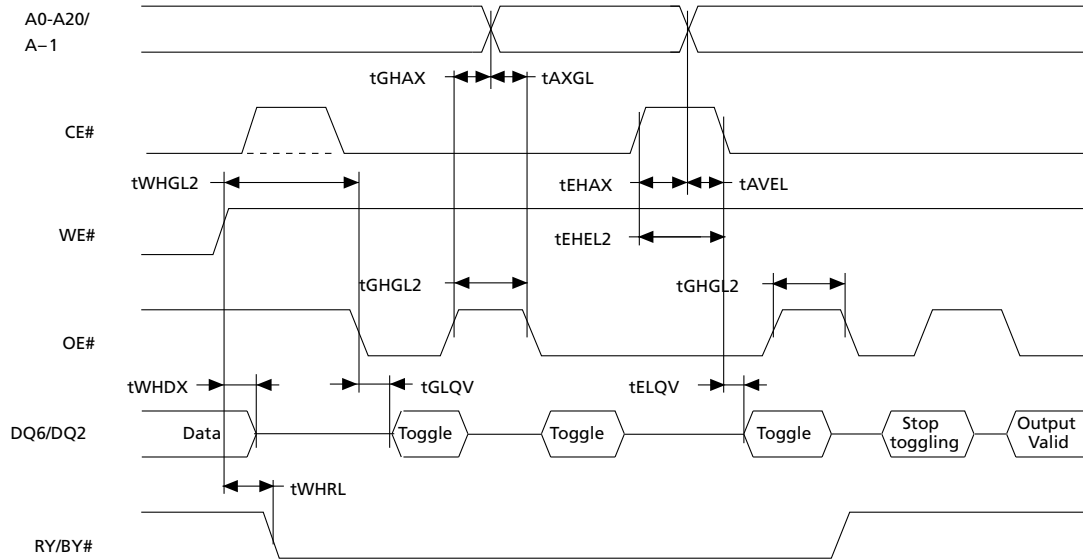 A0-A20/
A–1
tGHAX
tAXGL
CE#
tWHGL2
tEHAX
tAVEL
WE#
tEHEL2
tGHGL2
tGHGL2
OE#
tWHDX
tGLQV
tELQV
DQ6/DQ2
Data
Toggle
Toggle
Toggle
Stop
toggling
Output
Valid
tWHRL
RY/BY#